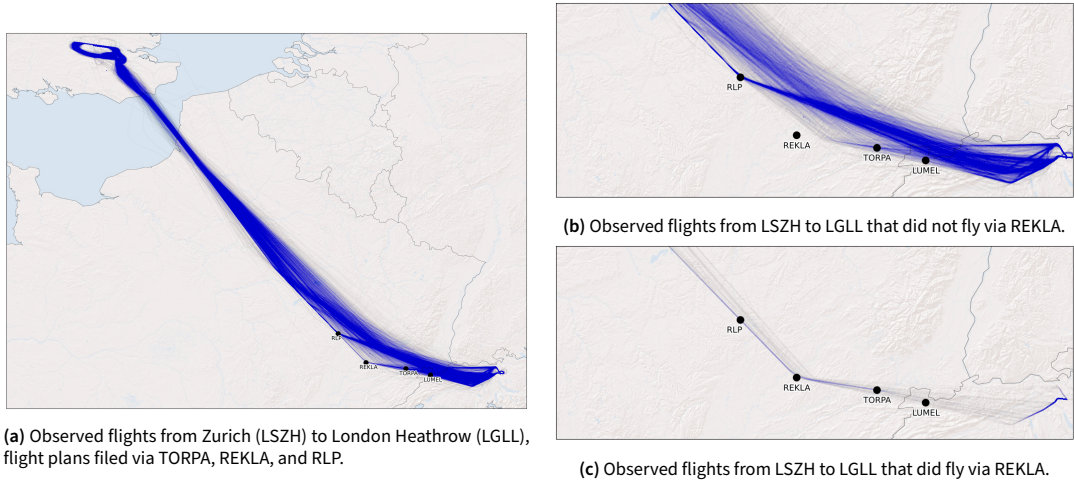 RLP
REKLA
TORPA
LUMEL
(a) Observed flights from Zurich (LSZH) to London Heathrow (LGLL),
flight plans filed via TORPA, REKLA, and RLP.
RLP
REKLA
TORPA
LUMEL
(b) Observed flights from LSZH to LGLL that did not fly via REKLA.
RLP
REKLA
TORPA
LUMEL
(c) Observed flights from LSZH to LGLL that did fly via REKLA.